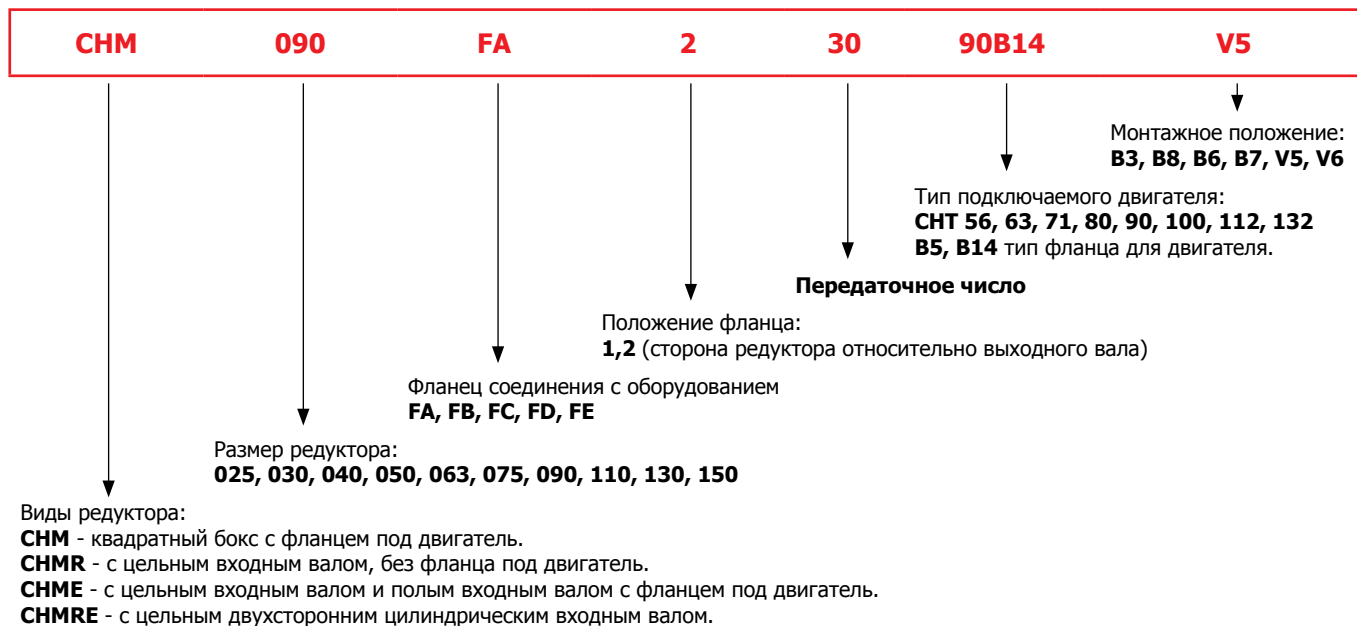 CHM 090 FA 2 30 90B14 V5
Монтажное положение:
B3, B8, B6, B7, V5, V6
Тип подключаемого двигателя:
CHT 56, 63, 71, 80, 90, 100, 112, 132
B5, B14 тип фланца для двигателя.
Передаточное число
Положение фланца:
1,2 (сторона редуктора относительно выходного вала)
Фланец соединения с оборудованием
FA, FB, FC, FD, FE
Размер редуктора:
025, 030, 040, 050, 063, 075, 090, 110, 130, 150
Виды редуктора:
CHM - квадратный бокс с фланцем под двигатель.
CHMR - с цельным входным валом, без фланца под двигатель.
CHME - с цельным входным валом и полым входным валом с фланцем под двигатель.
CHMRE - с цельным двухсторонним цилиндрическим входным валом.